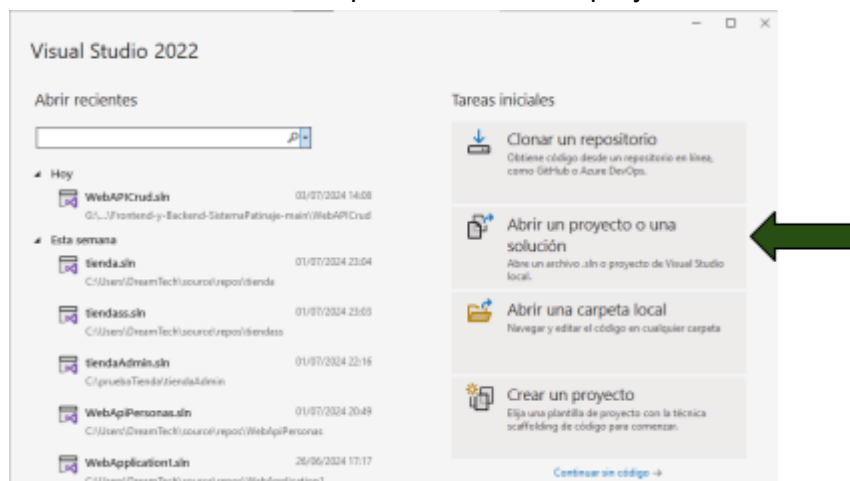 Visual Studio 2022
Abrir recientes
Hoy
WebAPICrud.sln 03/07/2024 14:08
G:\...\Frontend-y-Backend-SistemaPatinaje-main\WebAPICrud
Esta semana
tienda.sln 01/07/2024 23:04
C:\Users\DreamTech\source\repos\tienda
tiendass.sln 01/07/2024 23:03
C:\Users\DreamTech\source\repos\tiendass
tiendaAdmin.sln 01/07/2024 22:16
C:\pruebaTienda\tiendaAdmin
WebApiPersonas.sln 01/07/2024 20:49
C:\Users\DreamTech\source\repos\WebApiPersonas
WebApplication1.sln 26/06/2024 17:17
Tareas iniciales
Clonar un repositorio
Obtiene código desde un repositorio en línea,
como GitHub o Azure DevOps.
Abrir un proyecto o una
solución
Abre un archivo .sln o proyecto de Visual Studio
local.
Abrir una carpeta local
Navegar y editar el código en cualquier carpeta
Crear un proyecto
Elija una plantilla de proyecto con la técnica
scaffolding de código para comenzar.
Continuar sin código →